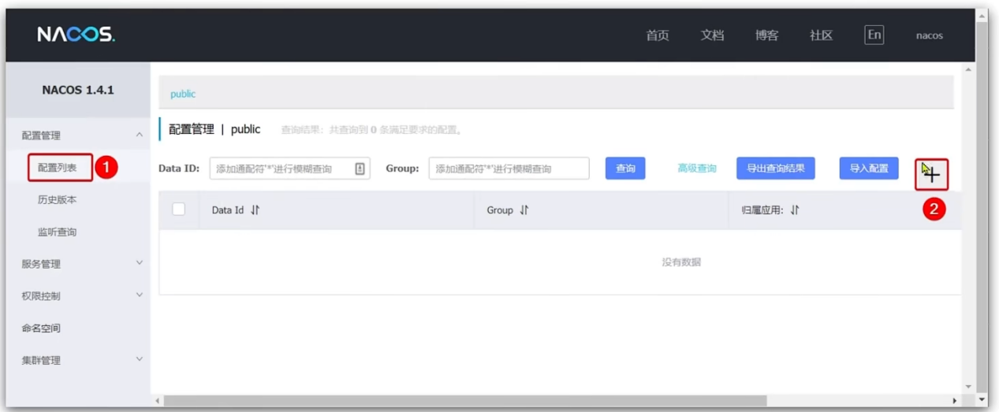 NACOS.
首页 文档 博客 社区 En nacos
NACOS 1.4.1
public
配置管理
配置管理 | public 查询结果：共查询到 0 条满足要求的配置。
配置列表 1
Data ID: 添加通配符'*'进行模糊查询 Group: 添加通配符'*'进行模糊查询 查询 高级查询 导出查询结果 导入配置 +
历史版本
Data Id Group 归属应用: 2
监听查询
服务管理
没有数据
权限控制
命名空间
集群管理